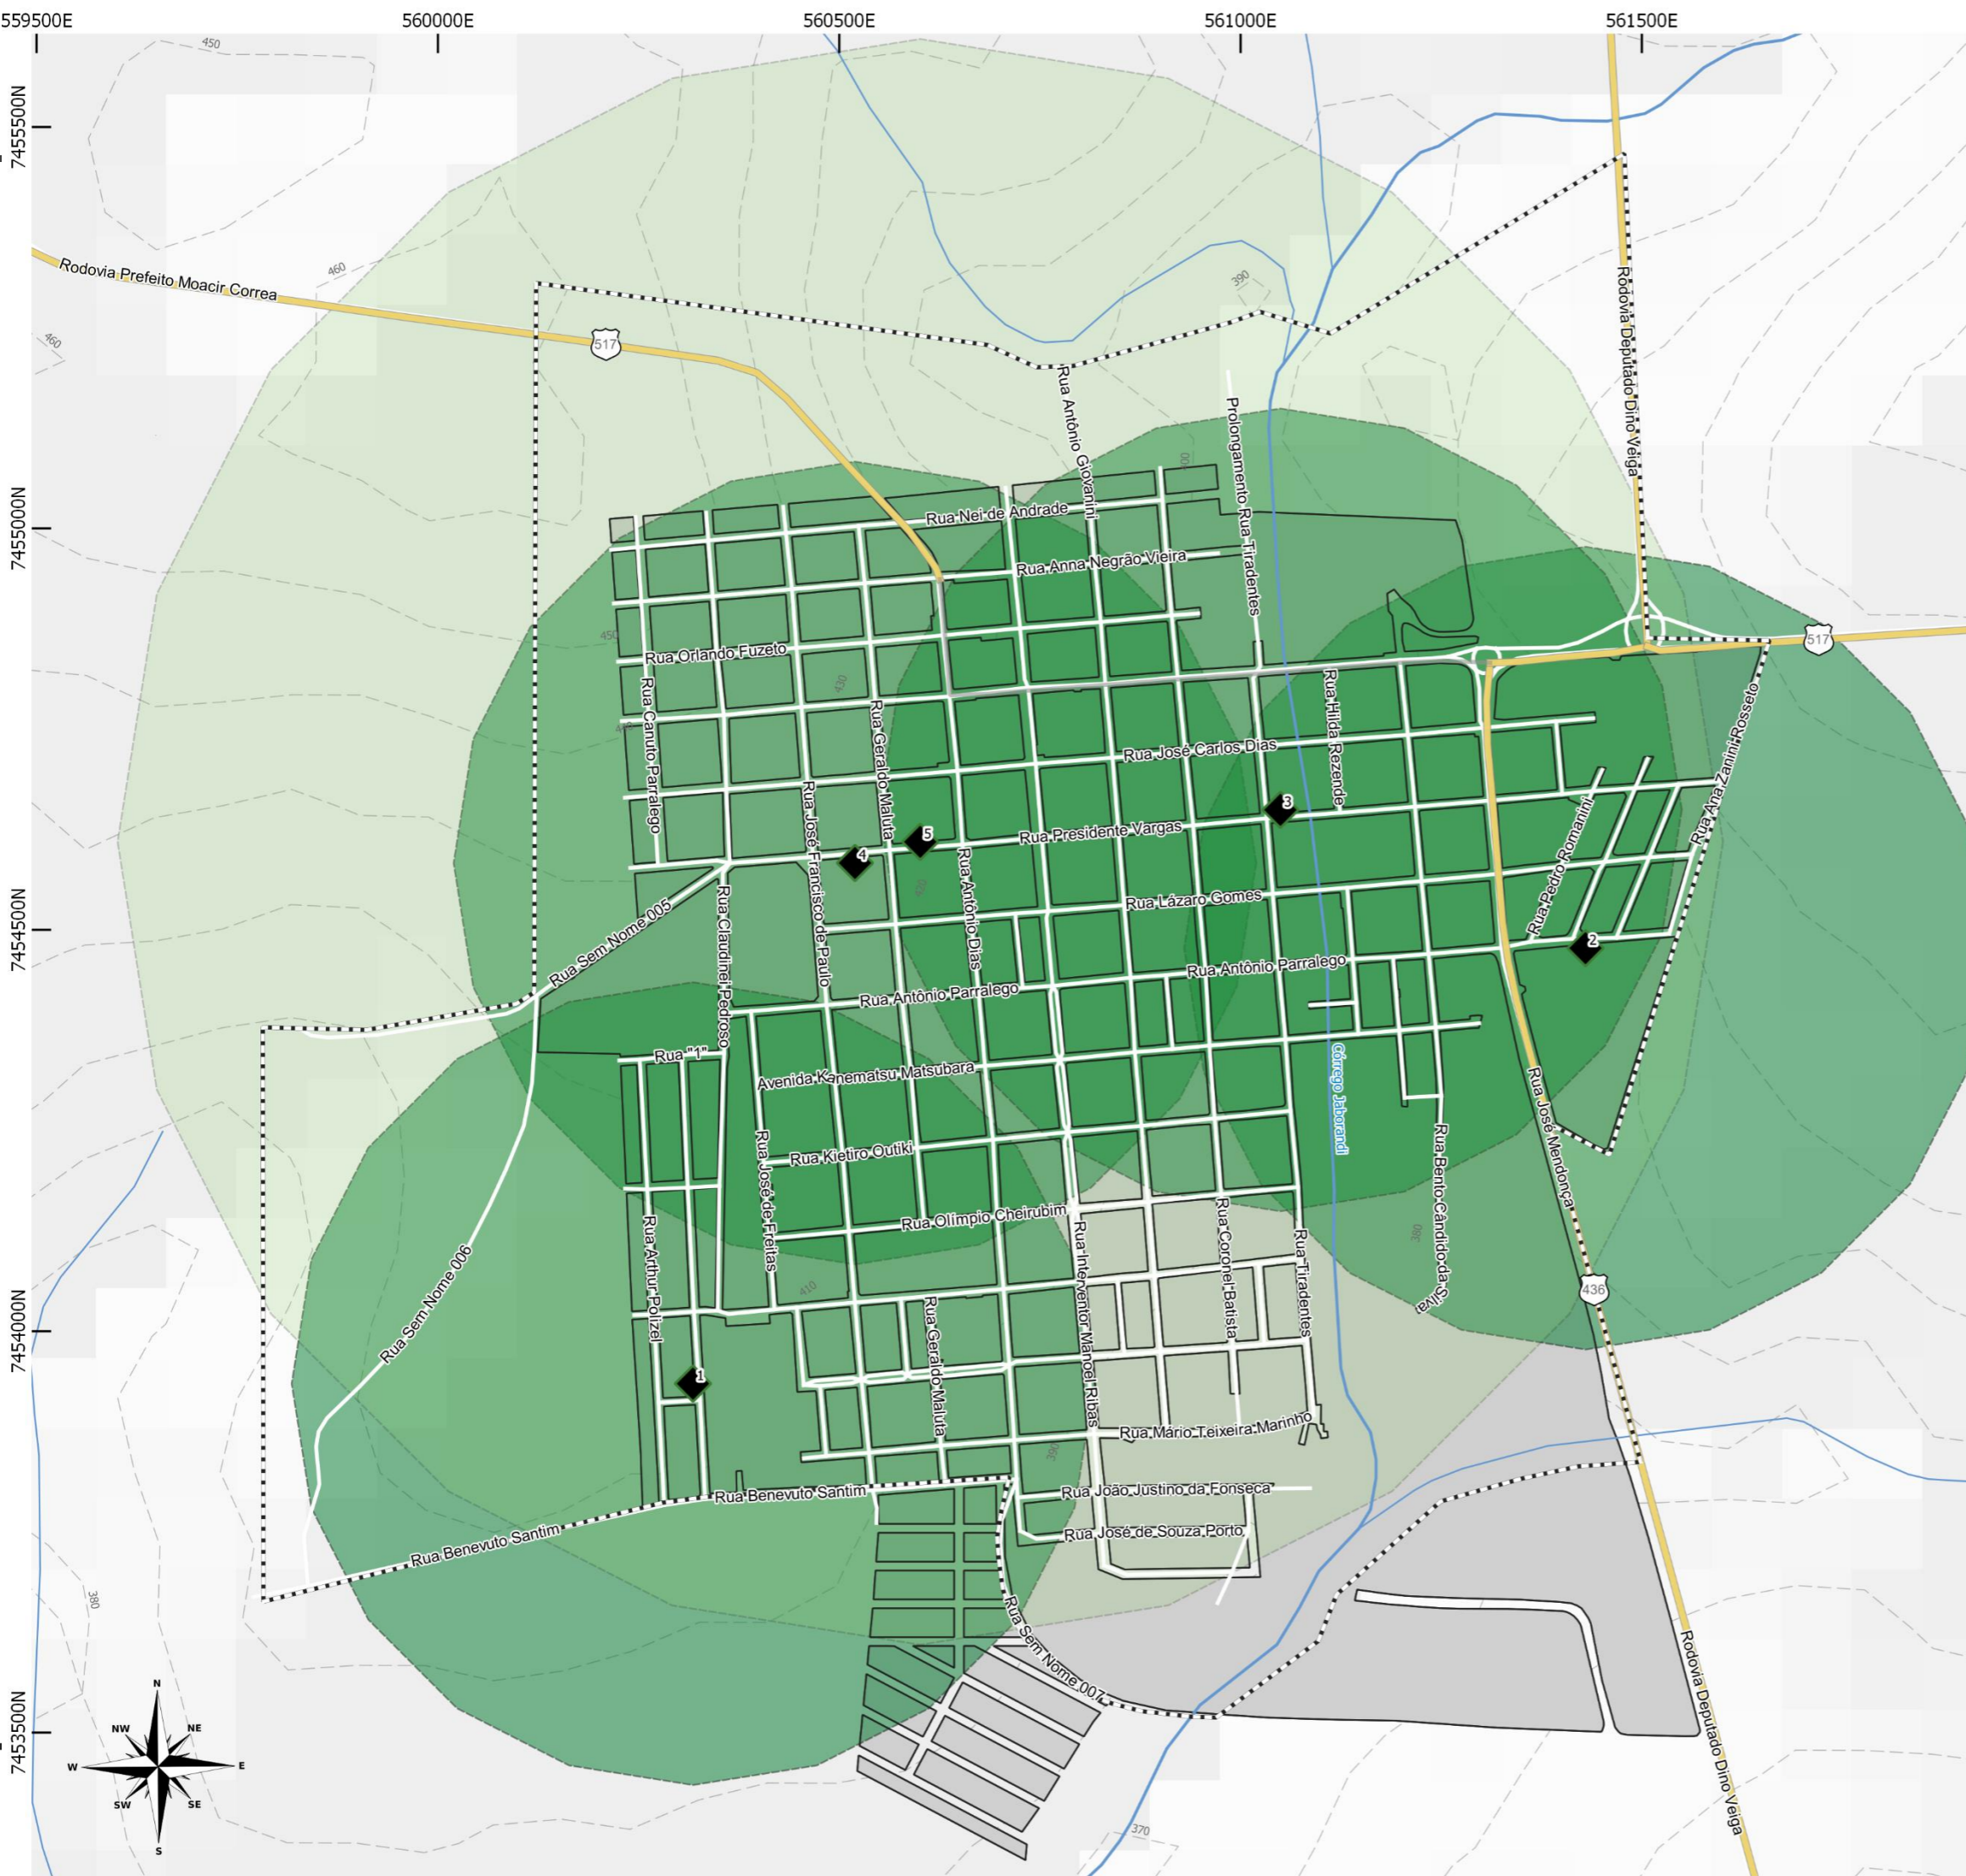 559500E
560000E
560500E
561000E
561500E
450
7455500N
Rodovia Prefeito Moacir Correa
460
460
517
390
Rodovia Deputado Dino Veiga
Rua Antônio Giovanini
Prolongamento Rua Tiradentes
400
7455000N
Rua Nei de Andrade
Rua Anna Negrão Vieira
450
Rua Orlando Fuzeto
517
430
Rua Canuto Parralego
Rua Geraldo Maluta
Rua Hilda Rezende
Rua Ana Zanini Rosseto
Rua José Carlos Dias
Rua José Francisco de Paulo
3
Rua Presidente Vargas
5
4
Rua Pedro Romanini
Rua Antônio Dias
Rua Claudinei Pedroso
Rua Lázaro Gomes
7454500N
Rua Sem Nome 005
2
Rua Antônio Parralego
Rua Antônio Parralego
Rua "1"
Avenida Kanematsu Matsubara
Córrego Jaborandi
Rua José Mendonça
Rua José de Freitas
Rua Kietiro Outiki
Rua Bento Cândido da Silva
Rua Olímpio Cheirubim
Rua Arthur Polizel
Rua Interventor Manoel Ribas
Rua Coronel Batista
Rua Tiradentes
380
Rua Sem Nome 006
410
436
7454000N
Rua Geraldo Maluta
1
Rua Mário Teixeira Marinho
390
Rua Benevuto Santim
Rua João Justino da Fonseca
Rua Benevuto Santim
Rua José de Souza Porto
380
Rua Sem Nome 007
Rodovia Deputado Dino Veiga
7453500N
N
NW
NE
W
E
SW
SE
S
370